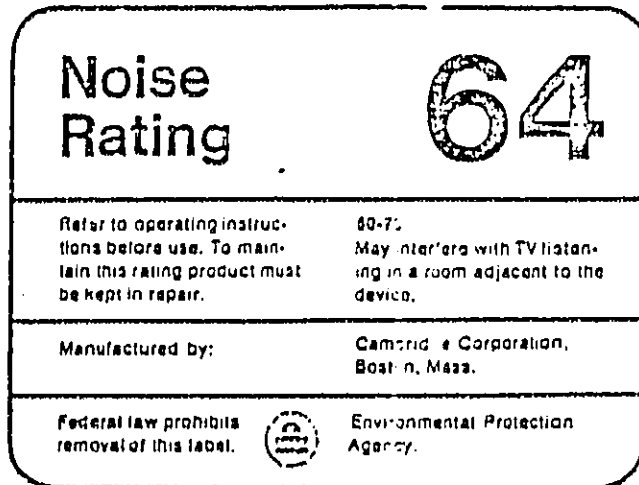 Noise
Rating
64
Refer to operating instruc-
tions before use. To main-
tain this rating product must
be kept in repair.
May interfere with TV listen-
ing in a room adjacent to the
device.
Manufactured by:
Corporation,
Boston, Mass.
Federal law prohibits
removal of this label.
Environmental Protection
Agency.